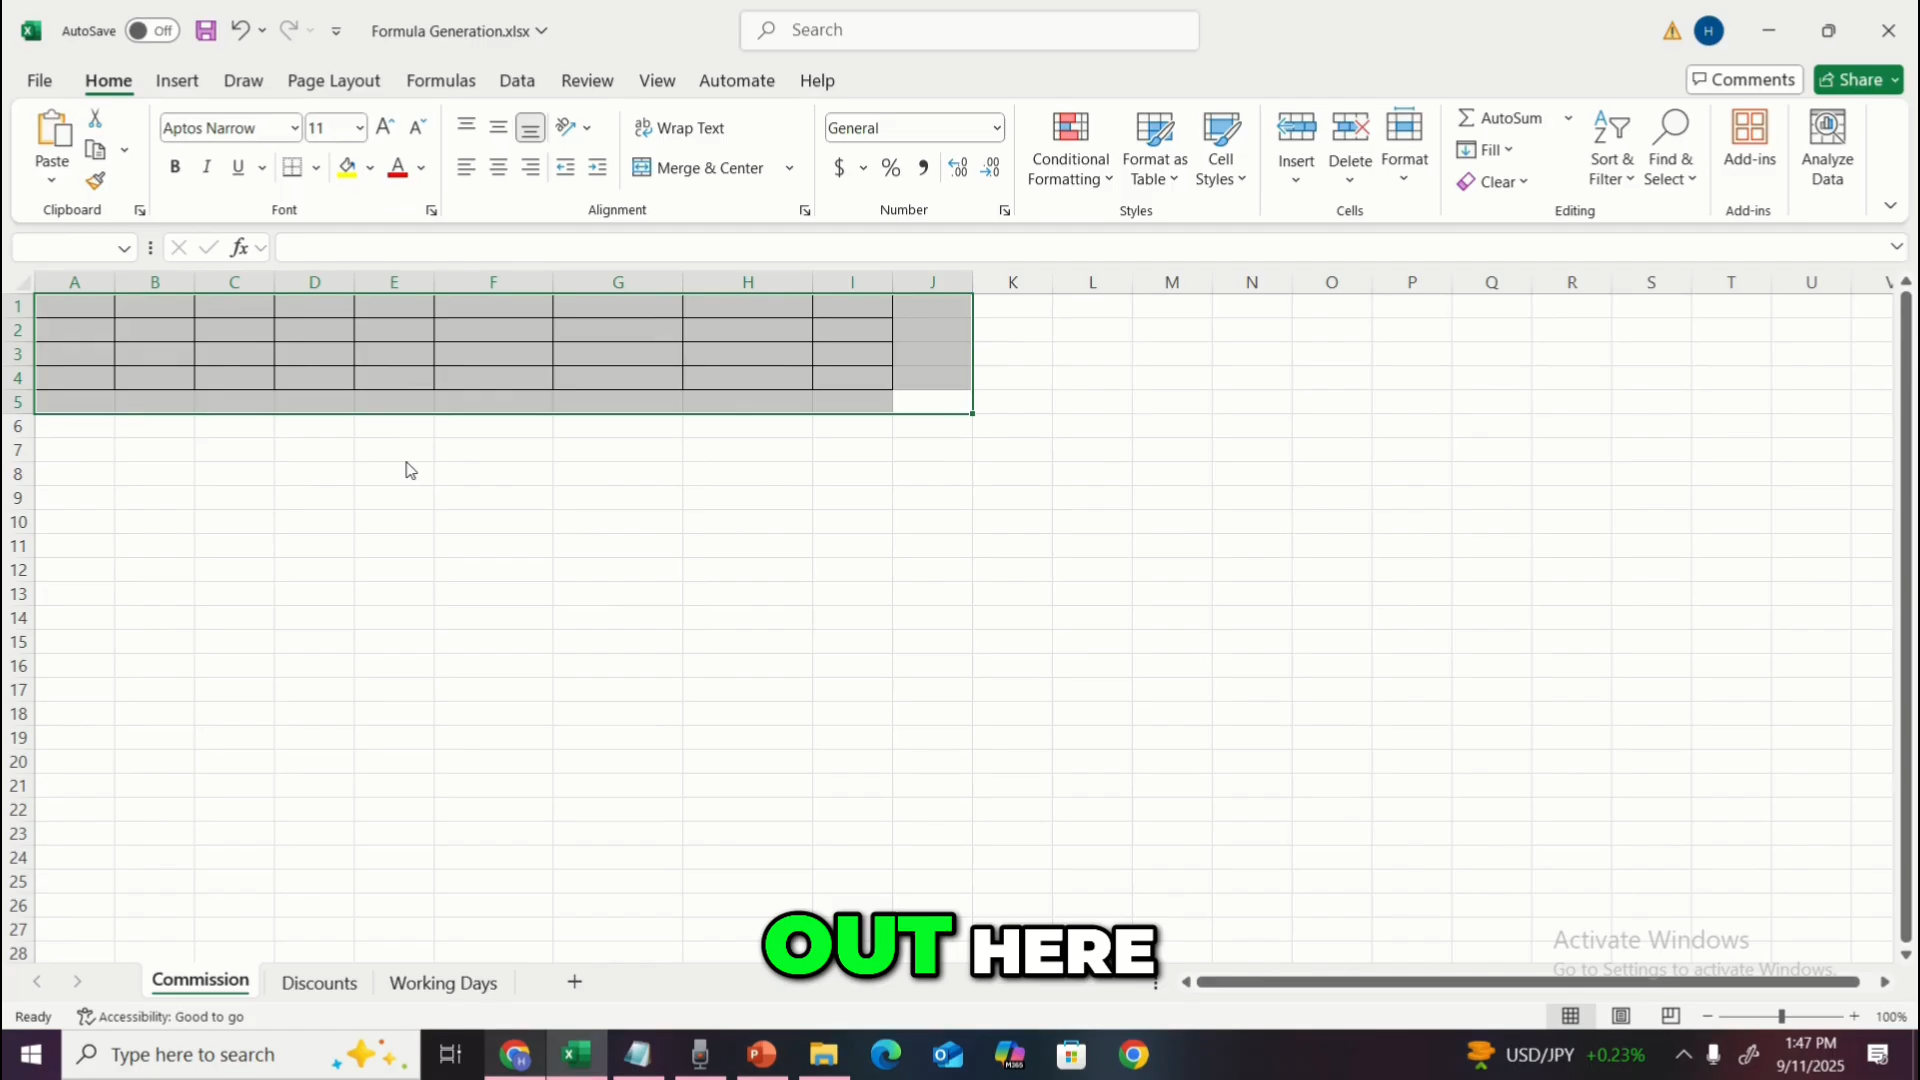 AutoSave Off Formula Generation.xlsx Search H
File Home Insert Draw Page Layout Formulas Data Review View Automate Help Comments Share
Aptos Narrow 11 Wrap Text General AutoSum
Paste B I U Merge & Center $ % Conditional Formatting Format as Table Cell Styles Insert Delete Format Fill Clear Sort & Filter Find & Select Add-ins Analyze Data
Clipboard Font Alignment Number Styles Cells Editing Add-ins
fx
A B C D E F G H I J K L M N O P Q R S T U V
1
2
3
4
5
6
7
8
9
10
11
12
13
14
15
16
17
18
19
20
21
22
23
24
25
26
27
28
OUT HERE
Activate Windows
Go to Settings to activate Windows.
Commission Discounts Working Days
Ready Accessibility: Good to go 100%
Type here to search USD/JPY +0.23% 1:47 PM
9/11/2025